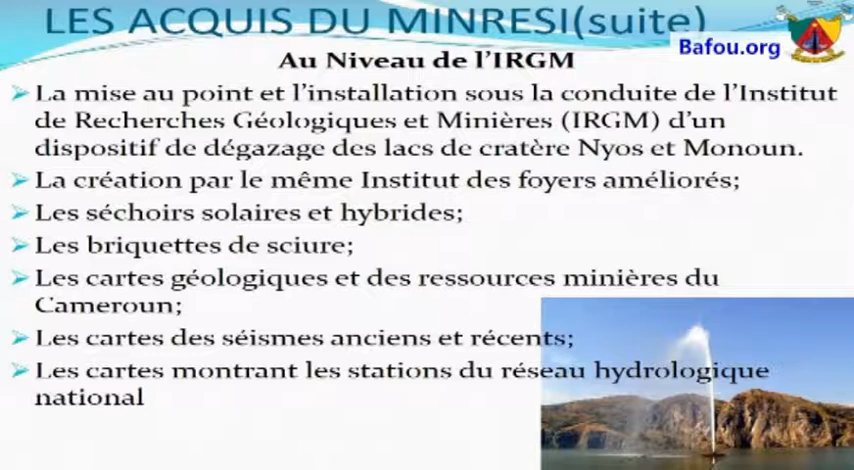 LES ACQUIS DU MINRESI(suite)
Bafou.org
Au Niveau de l'IRGM
➢ La mise au point et l'installation sous la conduite de l'Institut
de Recherches Géologiques et Minières (IRGM) d'un
dispositif de dégazage des lacs de cratère Nyos et Monoun.
➢ La création par le même Institut des foyers améliorés;
➢ Les séchoirs solaires et hybrides;
➢ Les briquettes de sciure;
➢ Les cartes géologiques et des ressources minières du
Cameroun;
➢ Les cartes des séismes anciens et récents;
➢ Les cartes montrant les stations du réseau hydrologique
national